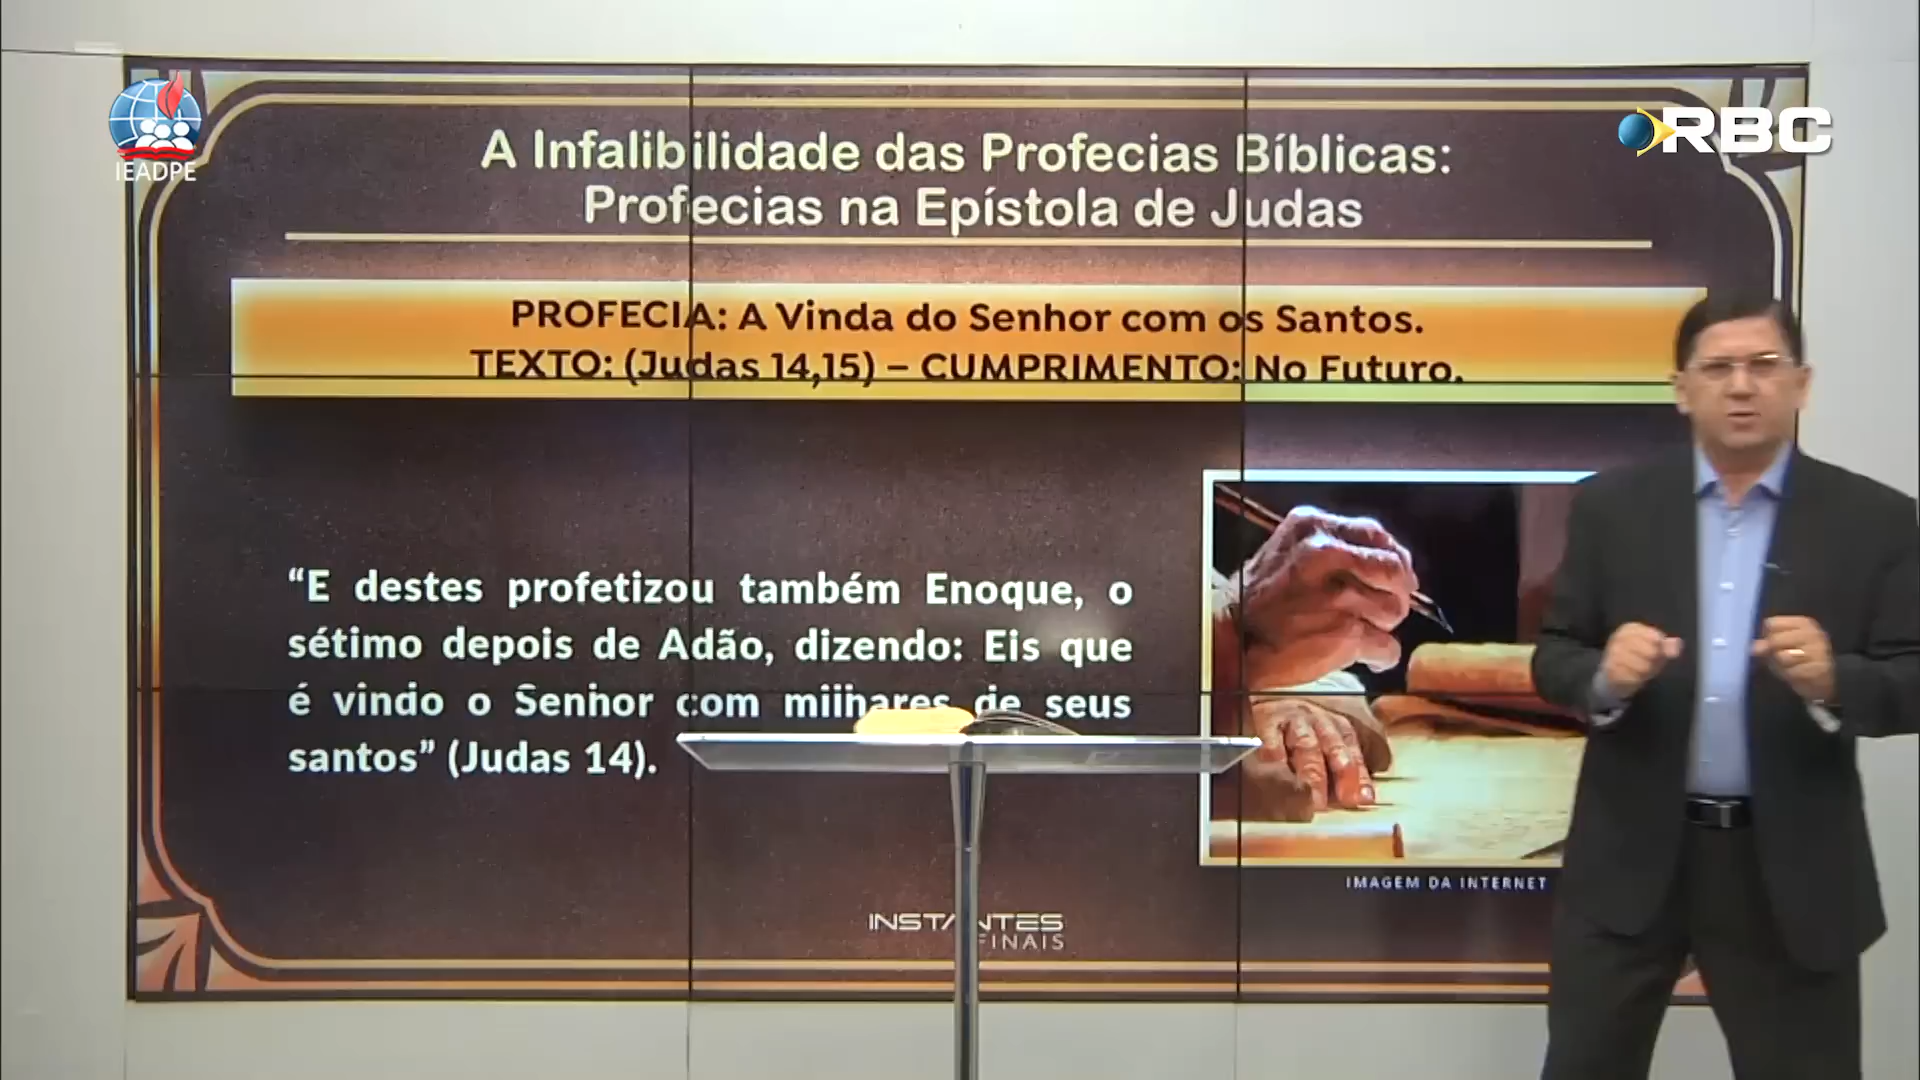 IEADPE
RBC
A Infalibilidade das Profecias Bíblicas:
Profecias na Epístola de Judas
PROFECIA: A Vinda do Senhor com os Santos.
TEXTO: (Judas 14,15) – CUMPRIMENTO: No Futuro.
“E destes profetizou também Enoque, o
sétimo depois de Adão, dizendo: Eis que
é vindo o Senhor com milhares de seus
santos” (Judas 14).
IMAGEM DA INTERNET
INSTANTES
FINAIS